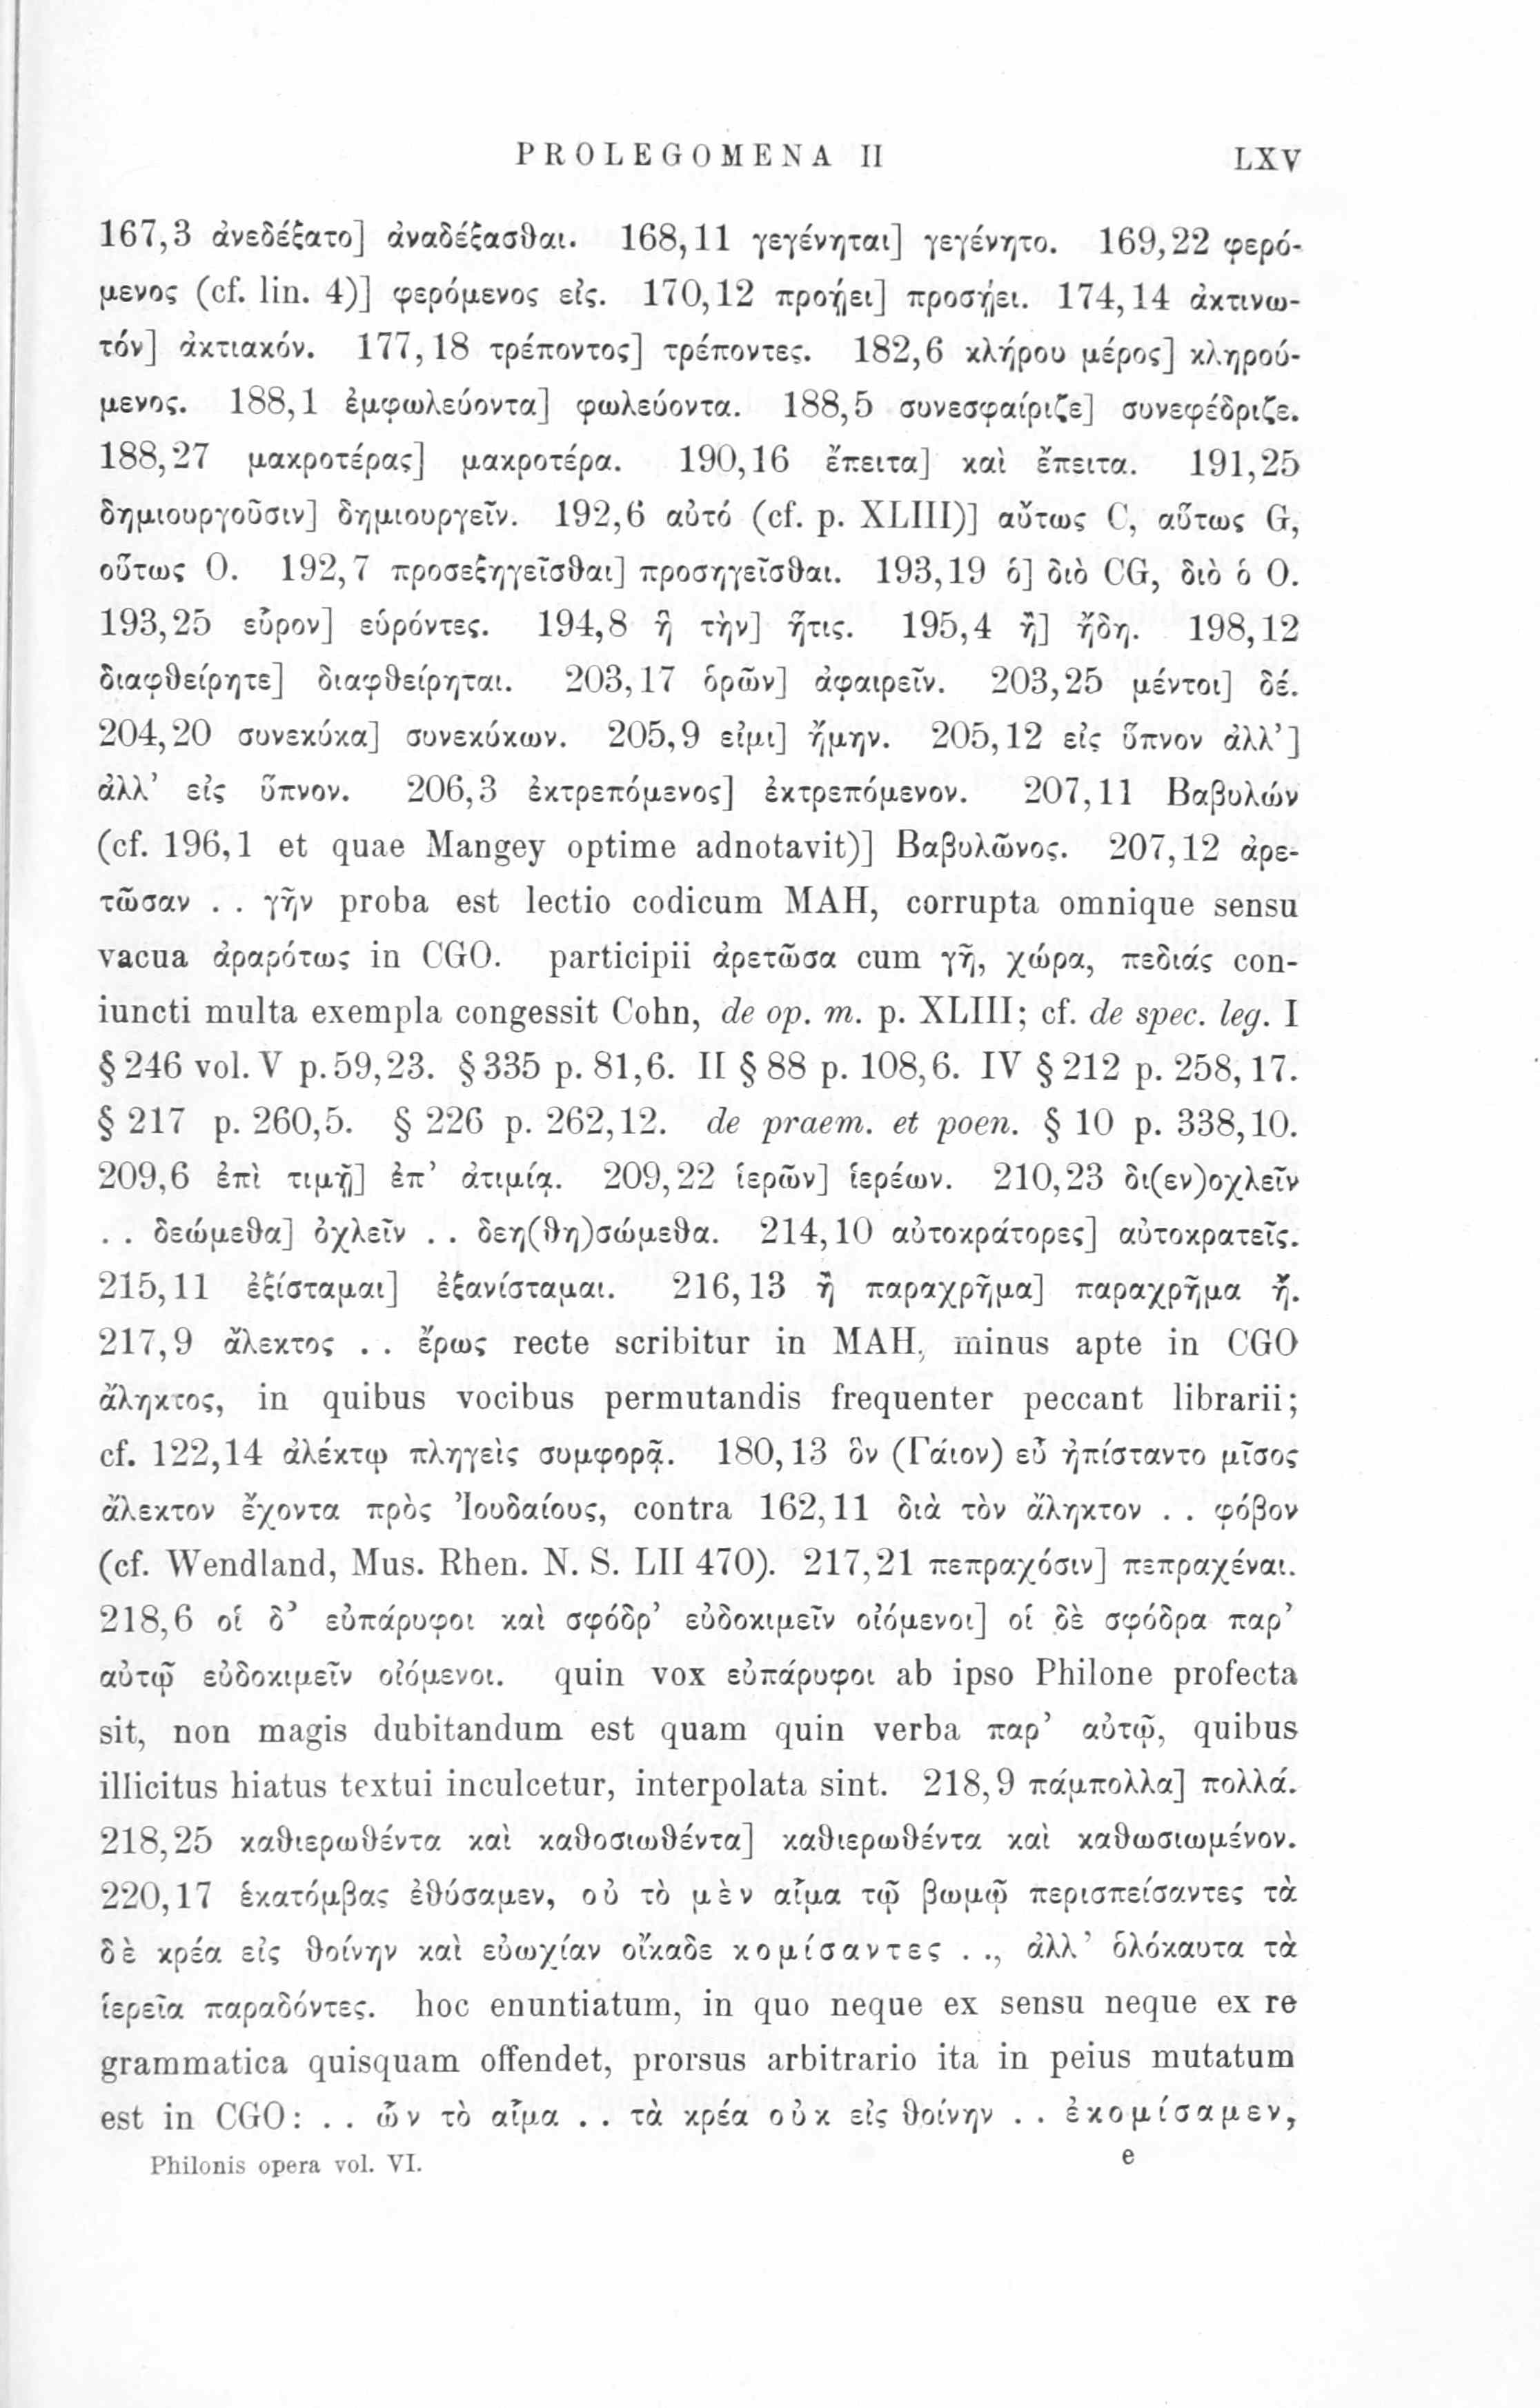 PROLEGOMENA II LXV
167,3 ἀνεδέξατο] ἀναδέξασθαι. 168,11 γεγένηται] γεγένητο. 169,22 φερό-
μενος (cf. lin. 4)] φερόμενος εἰς. 170,12 προῄει] προσῄει. 174,14 ἀκτινω-
τόν] ἀκτιακόν. 177,18 τρέποντος] τρέποντες. 182,6 κλήρου μέρος] κληρού-
μενος. 188,1 ἐμφωλεύοντα] φωλεύοντα. 188,5 συνεσφαίριζε] συνεφέδριζε.
188,27 μακροτέρας] μακροτέρα. 190,16 ἔπειτα] καὶ ἔπειτα. 191,25
δημιουργοῦσιν] δημιουργεῖν. 192,6 αὐτό (cf. p. XLIII)] αὔτως C, αὕτως G,
οὕτως O. 192,7 προσεξηγεῖσθαι] προσηγεῖσθαι. 193,19 ὁ] διὸ CG, διὸ ὁ O.
193,25 εὗρον] εὑρόντες. 194,8 ἢ τὴν] ἥτις. 195,4 ἢ] ἤδη. 198,12
διαφθείρητε] διαφθείρηται. 203,17 ὁρῶν] ἀφαιρεῖν. 203,25 μέντοι] δέ.
204,20 συνεκύκα] συνεκύκων. 205,9 εἰμι] ἤμην. 205,12 εἰς ὕπνον ἀλλ’]
ἀλλ’ εἰς ὕπνον. 206,3 ἐκτρεπόμενος] ἐκτρεπόμενον. 207,11 Βαβυλών
(cf. 196,1 et quae Mangey optime adnotavit)] Βαβυλῶνος. 207,12 ἀρε-
τῶσαν . . γῆν proba est lectio codicum MAH, corrupta omnique sensu
vacua ἀραρότως in CGO. participii ἀρετῶσα cum γῆ, χώρα, πεδιάς con-
iuncti multa exempla congessit Cohn, de op. m. p. XLIII; cf. de spec. leg. I
§ 246 vol. V p. 59,23. § 335 p. 81,6. II § 88 p. 108,6. IV § 212 p. 258,17.
§ 217 p. 260,5. § 226 p. 262,12. de praem. et poen. § 10 p. 338,10.
209,6 ἐπὶ τιμῇ] ἐπ’ ἀτιμίᾳ. 209,22 ἱερῶν] ἱερέων. 210,23 δι(εν)οχλεῖν
. . δεώμεθα] ὀχλεῖν . . δεη(θη)σώμεθα. 214,10 αὐτοκράτορες] αὐτοκρατεῖς.
215,11 ἐξίσταμαι] ἐξανίσταμαι. 216,13 ἢ παραχρῆμα] παραχρῆμα ἤ.
217,9 ἄλεκτος . . ἔρως recte scribitur in MAH, minus apte in CGO
ἄληκτος, in quibus vocibus permutandis frequenter peccant librarii;
cf. 122,14 ἀλέκτῳ πληγεὶς συμφορᾷ. 180,13 ὃν (Γάιον) εὖ ἠπίσταντο μῖσος
ἄλεκτον ἔχοντα πρὸς Ἰουδαίους, contra 162,11 διὰ τὸν ἄληκτον . . φόβον
(cf. Wendland, Mus. Rhen. N. S. LII 470). 217,21 πεπραχόσιν] πεπραχέναι.
218,6 οἱ δ’ εὐπάρυφοι καὶ σφόδρ’ εὐδοκιμεῖν οἰόμενοι] οἱ δὲ σφόδρα παρ’
αὐτῷ εὐδοκιμεῖν οἰόμενοι. quin vox εὐπάρυφοι ab ipso Philone profecta
sit, non magis dubitandum est quam quin verba παρ’ αὐτῷ, quibus
illicitus hiatus textui inculcetur, interpolata sint. 218,9 πάμπολλα] πολλά.
218,25 καθιερωθέντα καὶ καθοσιωθέντα] καθιερωθέντα καὶ καθωσιωμένον.
220,17 ἑκατόμβας ἐθύσαμεν, οὐ τὸ μὲν αἷμα τῷ βωμῷ περισπείσαντες τὰ
δὲ κρέα εἰς θοίνην καὶ εὐωχίαν οἴκαδε κομίσαντες . ., ἀλλ’ ὁλόκαυτα τὰ
ἱερεῖα παραδόντες. hoc enuntiatum, in quo neque ex sensu neque ex re
grammatica quisquam offendet, prorsus arbitrario ita in peius mutatum
est in CGO: . . ὧν τὸ αἷμα . . τὰ κρέα οὐκ εἰς θοίνην . . ἐκομίσαμεν,
Philonis opera vol. VI. e